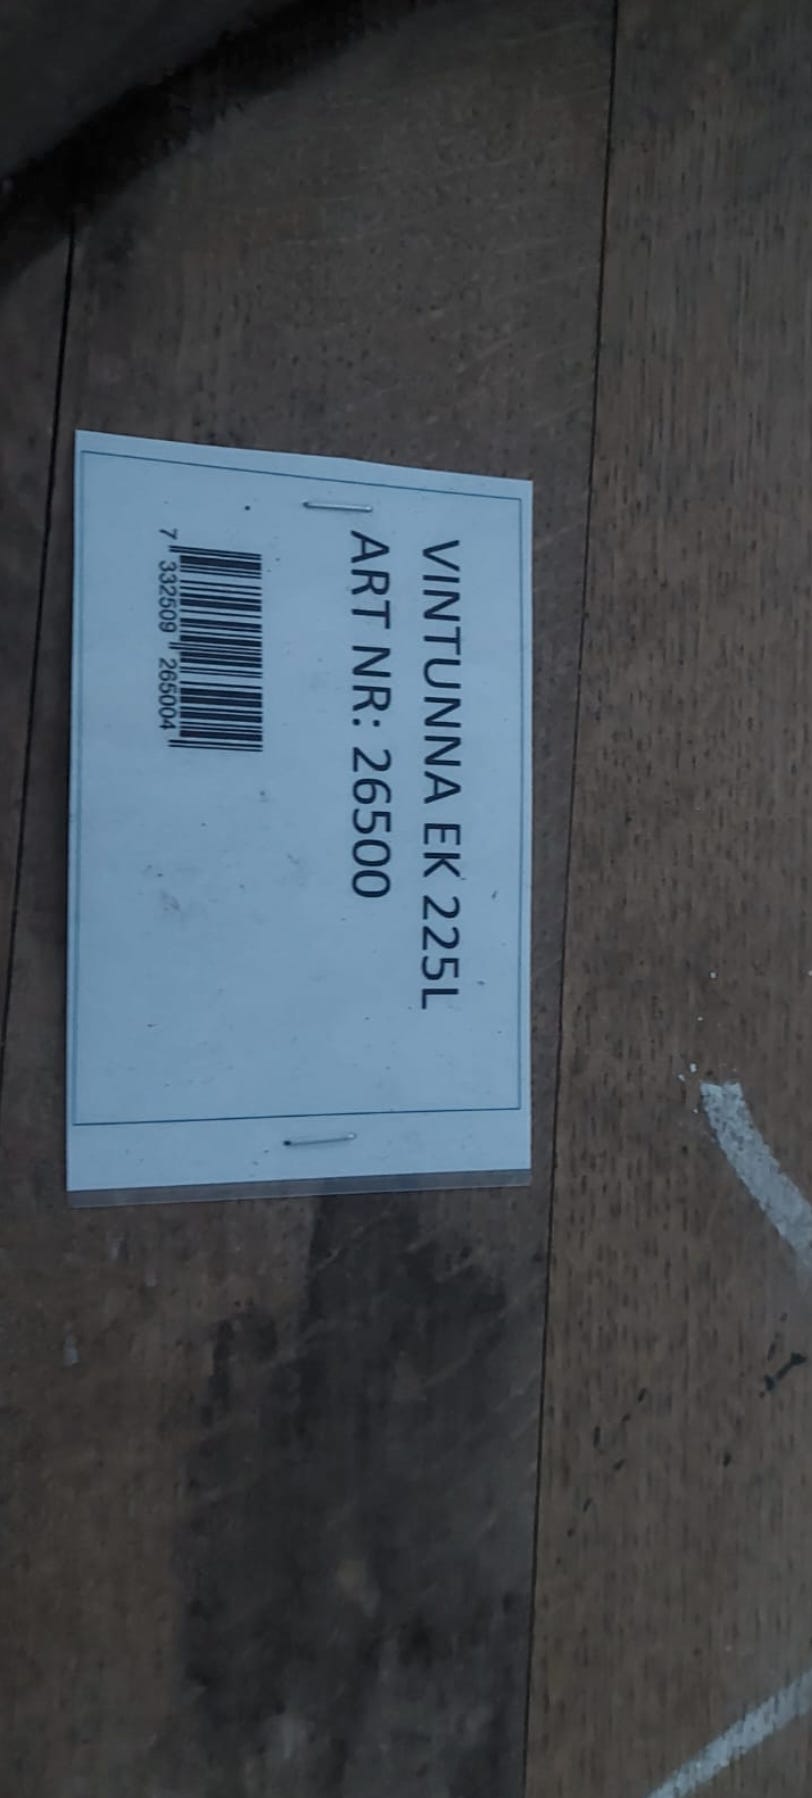 VINTUNNA EK 225L
ART NR: 26500
7 332509 265004